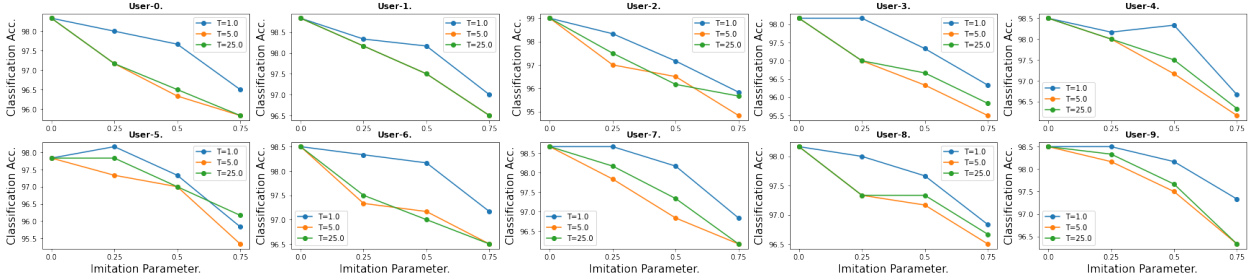 User-0.
Classification Acc.
98.0
97.5
97.0
96.5
96.0
0.0 0.25 0.5 0.75
T=1.0
T=5.0
T=25.0
User-1.
Classification Acc.
98.5
98.0
97.5
97.0
96.5
0.0 0.25 0.5 0.75
T=1.0
T=5.0
T=25.0
User-2.
Classification Acc.
99
98
97
96
95
0.0 0.25 0.5 0.75
T=1.0
T=5.0
T=25.0
User-3.
Classification Acc.
98.0
97.5
97.0
96.5
96.0
95.5
0.0 0.25 0.5 0.75
T=1.0
T=5.0
T=25.0
User-4.
Classification Acc.
98.5
98.0
97.5
97.0
96.5
0.0 0.25 0.5 0.75
T=1.0
T=5.0
T=25.0
User-5.
Classification Acc.
98.0
97.5
97.0
96.5
96.0
95.5
0.0 0.25 0.5 0.75
T=1.0
T=5.0
T=25.0
Imitation Parameter.
User-6.
Classification Acc.
98.5
98.0
97.5
97.0
96.5
0.0 0.25 0.5 0.75
T=1.0
T=5.0
T=25.0
Imitation Parameter.
User-7.
Classification Acc.
98.5
98.0
97.5
97.0
96.5
0.0 0.25 0.5 0.75
T=1.0
T=5.0
T=25.0
Imitation Parameter.
User-8.
Classification Acc.
98.0
97.5
97.0
96.5
0.0 0.25 0.5 0.75
T=1.0
T=5.0
T=25.0
Imitation Parameter.
User-9.
Classification Acc.
98.5
98.0
97.5
97.0
96.5
0.0 0.25 0.5 0.75
T=1.0
T=5.0
T=25.0
Imitation Parameter.